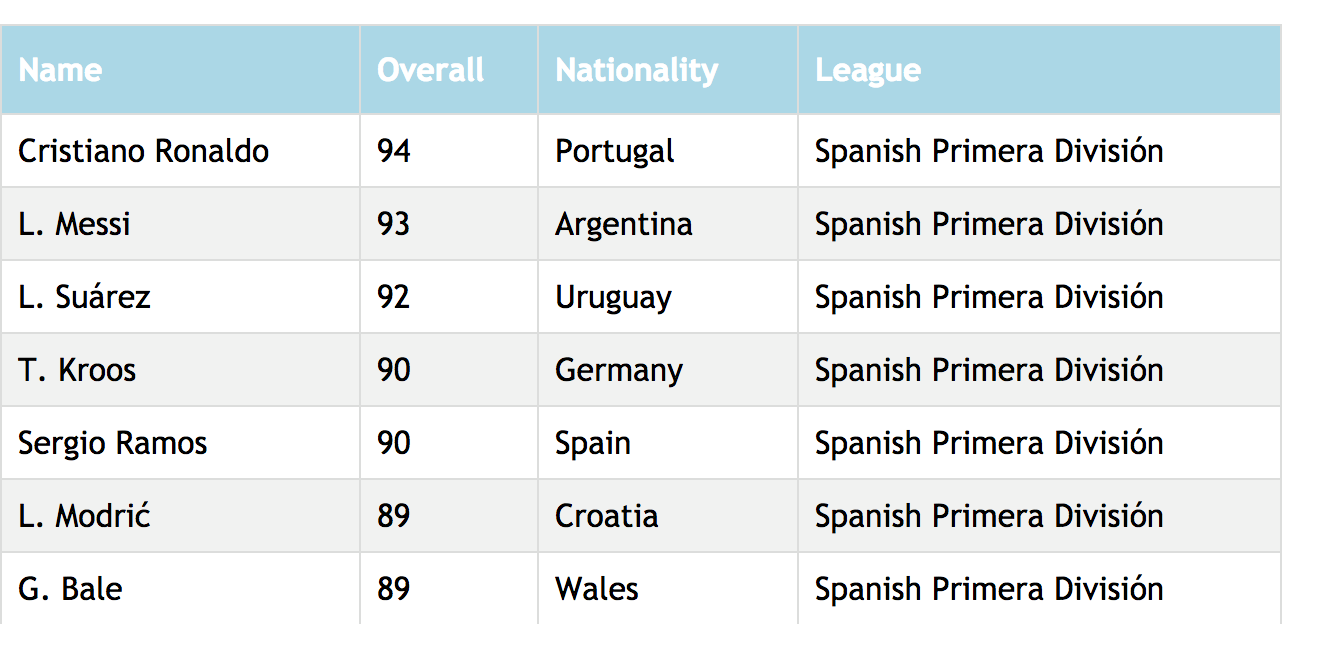 Name Overall Nationality League
Cristiano Ronaldo 94 Portugal Spanish Primera División
L. Messi 93 Argentina Spanish Primera División
L. Suárez 92 Uruguay Spanish Primera División
T. Kroos 90 Germany Spanish Primera División
Sergio Ramos 90 Spain Spanish Primera División
L. Modrić 89 Croatia Spanish Primera División
G. Bale 89 Wales Spanish Primera División